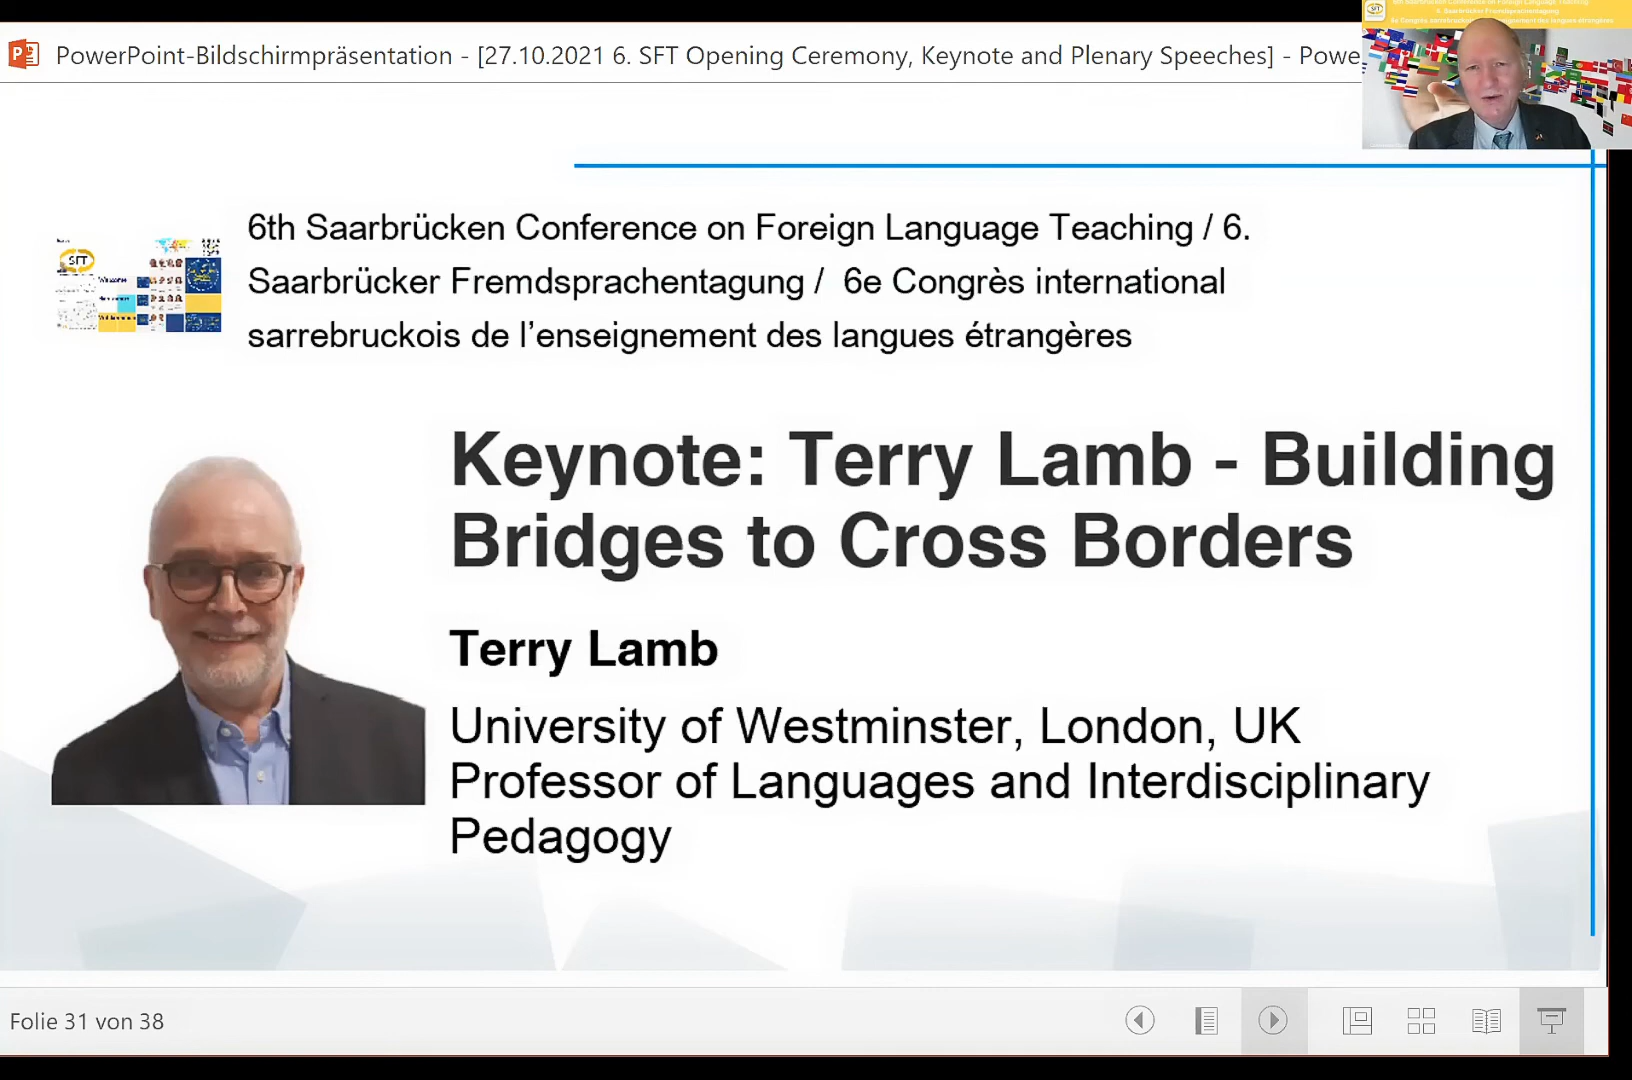 PowerPoint-Bildschirmpräsentation - [27.10.2021 6. SFT Opening Ceremony, Keynote and Plenary Speeches] - Powe
6th Saarbrücken Conference on Foreign Language Teaching / 6.
Saarbrücker Fremdsprachentagung / 6e Congrès international
sarrebruckois de l’enseignement des langues étrangères
SFT
Welcome
Keynote: Terry Lamb - Building
Bridges to Cross Borders
Terry Lamb
University of Westminster, London, UK
Professor of Languages and Interdisciplinary
Pedagogy
Folie 31 von 38